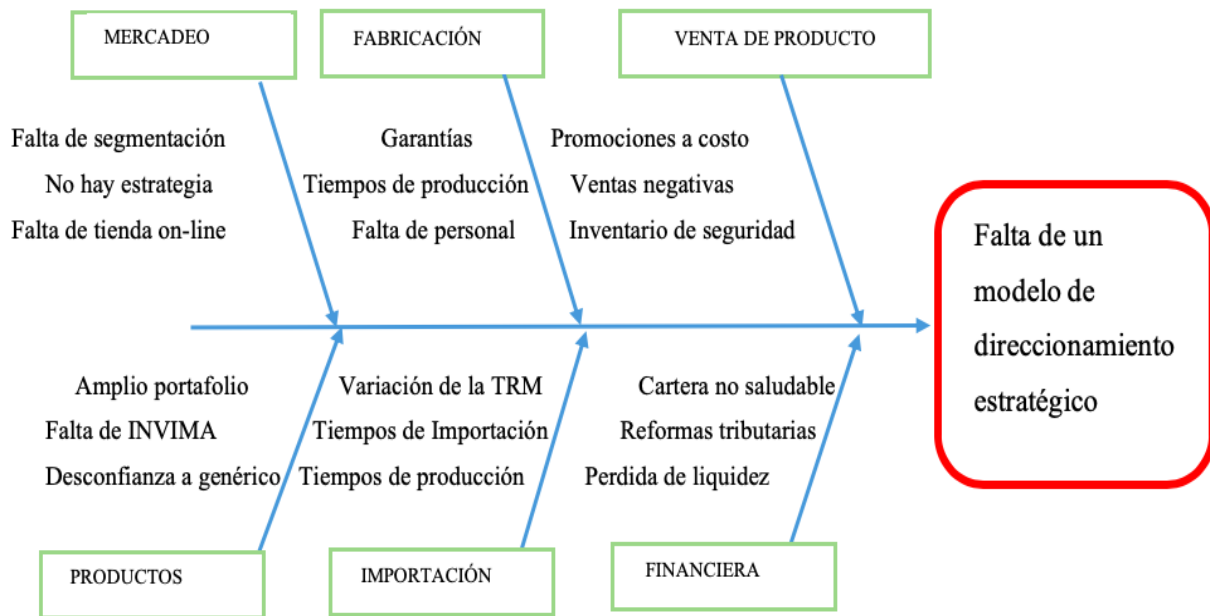 MERCADEO
FABRICACIÓN
VENTA DE PRODUCTO
Falta de segmentación
No hay estrategia
Falta de tienda on-line
Garantías
Tiempos de producción
Falta de personal
Promociones a costo
Ventas negativas
Inventario de seguridad
Falta de un
modelo de
direccionamiento
estratégico
Amplio portafolio
Falta de INVIMA
Desconfianza a genérico
Variación de la TRM
Tiempos de Importación
Tiempos de producción
Cartera no saludable
Reformas tributarias
Perdida de liquidez
PRODUCTOS
IMPORTACIÓN
FINANCIERA